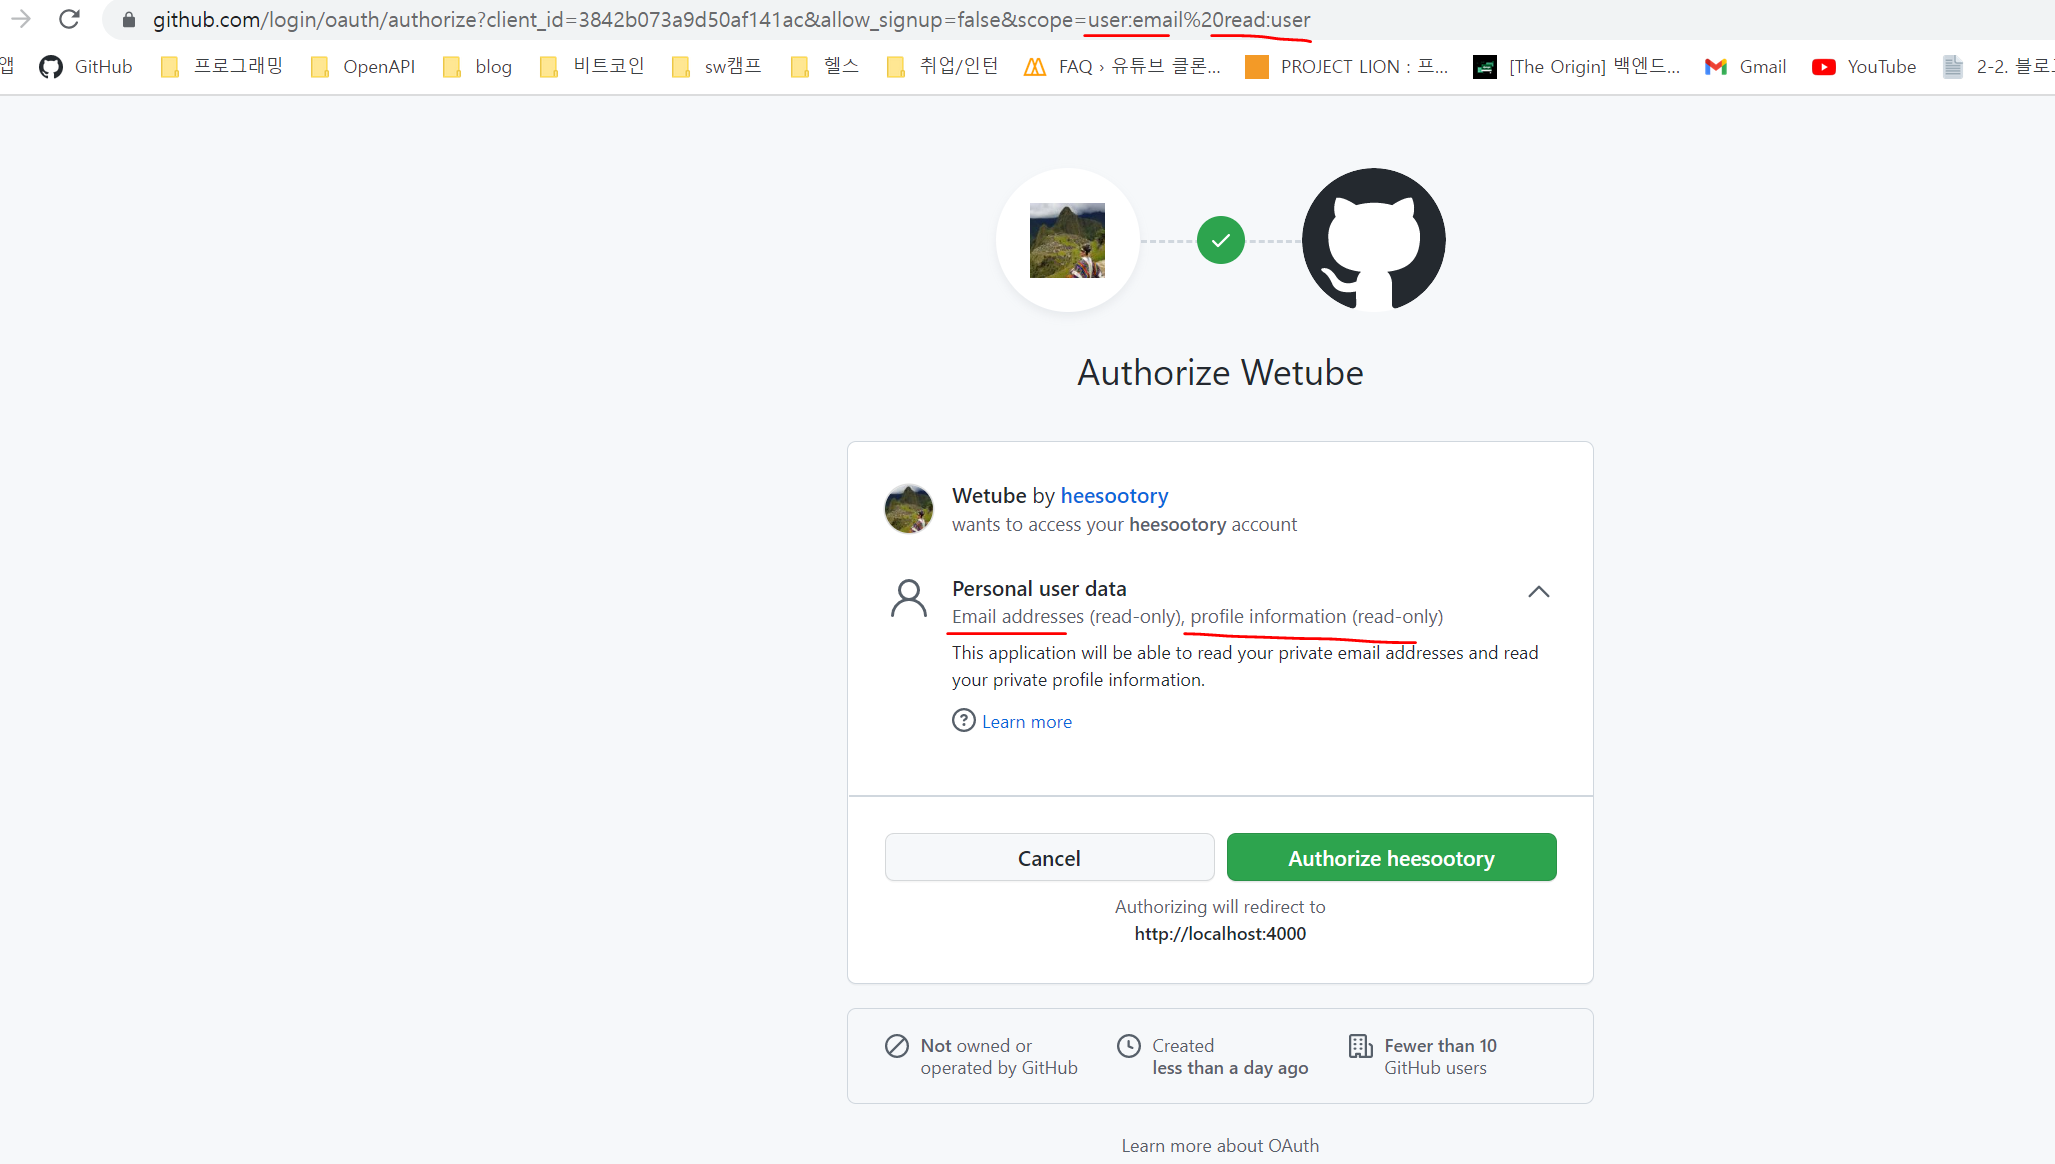 github.com/login/oauth/authorize?client_id=3842b073a9d50af141ac&allow_signup=false&scope=user:email%20read:user
앱 GitHub 프로그래밍 OpenAPI blog 비트코인 sw캠프 헬스 취업/인턴 FAQ › 유튜브 클론... PROJECT LION : 프... [The Origin] 백엔드... Gmail YouTube 2-2. 블로
Authorize Wetube
Wetube by heesootory
wants to access your heesootory account
Personal user data
Email addresses (read-only), profile information (read-only)
This application will be able to read your private email addresses and read
your private profile information.
Learn more
Cancel Authorize heesootory
Authorizing will redirect to
http://localhost:4000
Not owned or
operated by GitHub
Created
less than a day ago
Fewer than 10
GitHub users
Learn more about OAuth